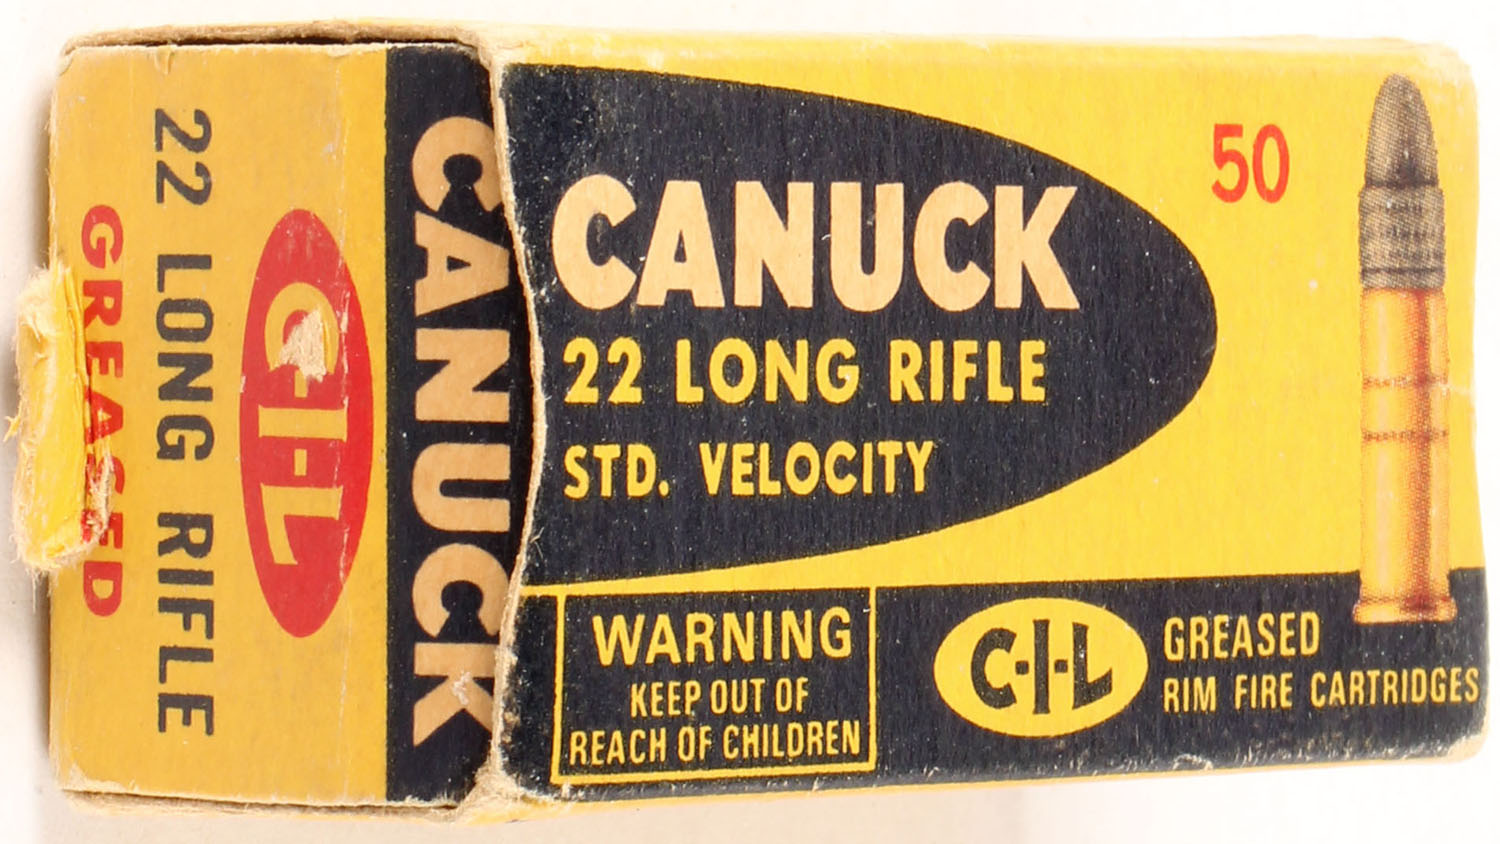 CANUCK
22 LONG RIFLE
STD. VELOCITY
50
WARNING
KEEP OUT OF
REACH OF CHILDREN
C-I-L
GREASED
RIM FIRE CARTRIDGES
CANUCK
C-I-L
22 LONG RIFLE
GREASED